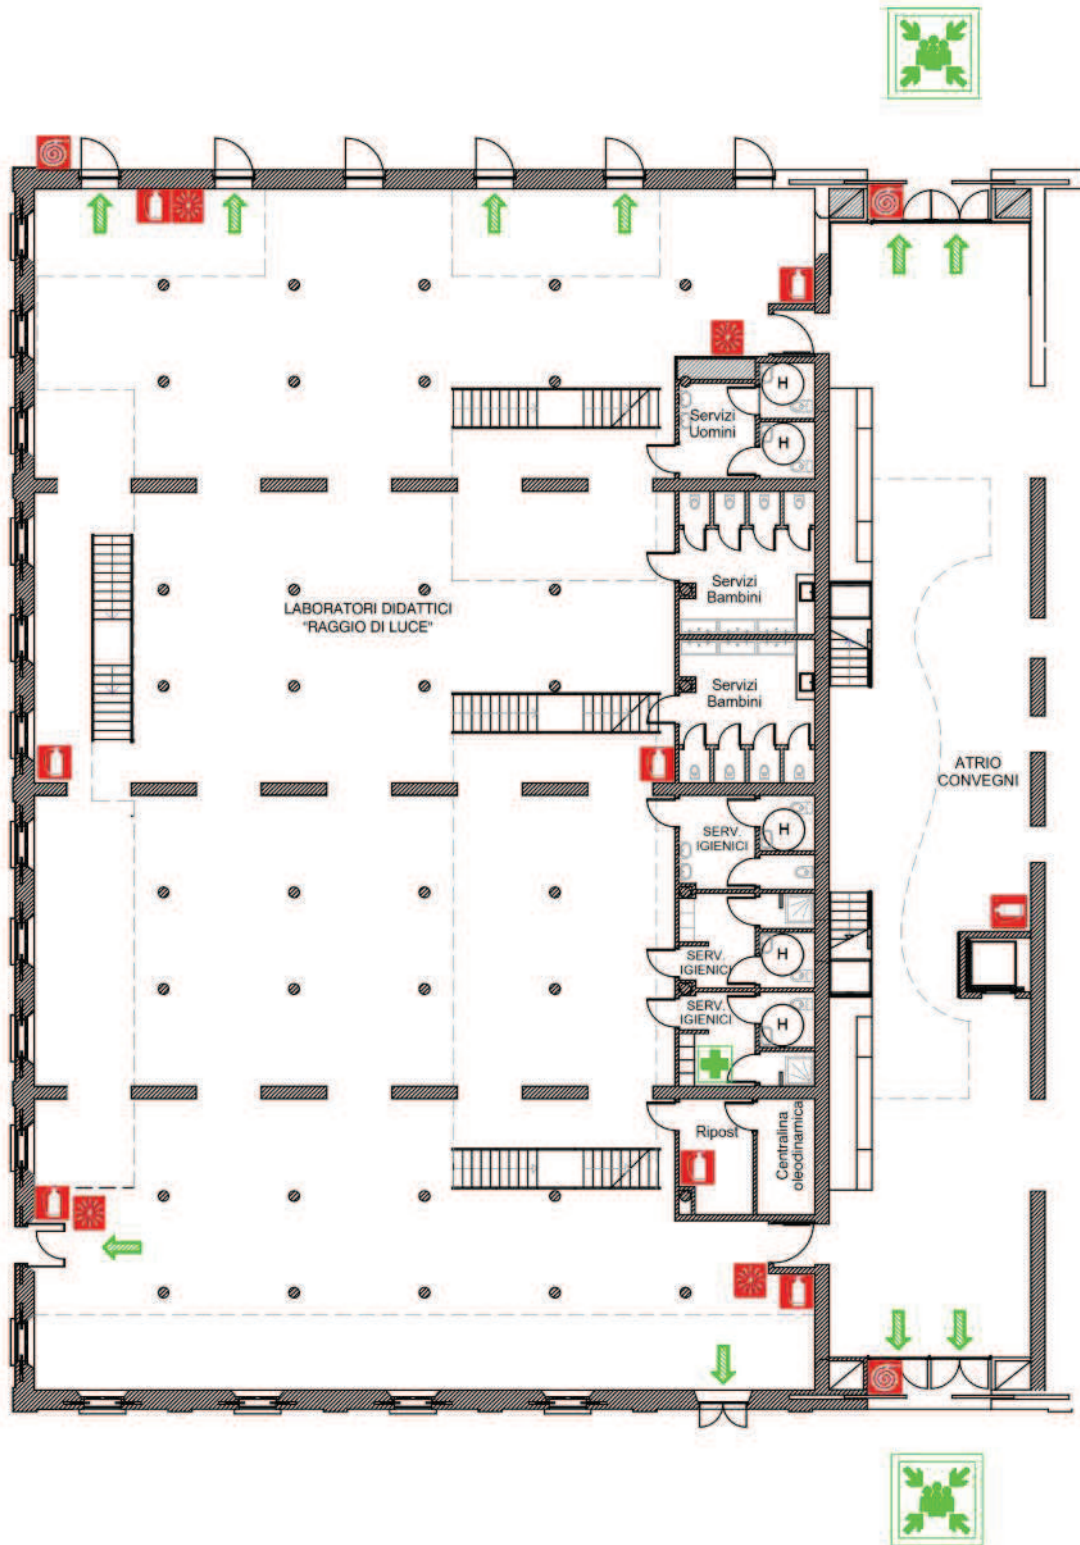 H
Servizi
Uomini
H
Servizi
Bambini
LABORATORI DIDATTICI
"RAGGIO DI LUCE"
Servizi
Bambini
ATRIO
CONVEGNI
SERV.
IGIENICI
H
SERV.
IGIENICI
H
SERV.
IGIENICI
H
Ripost
Centralina
oleodinamica